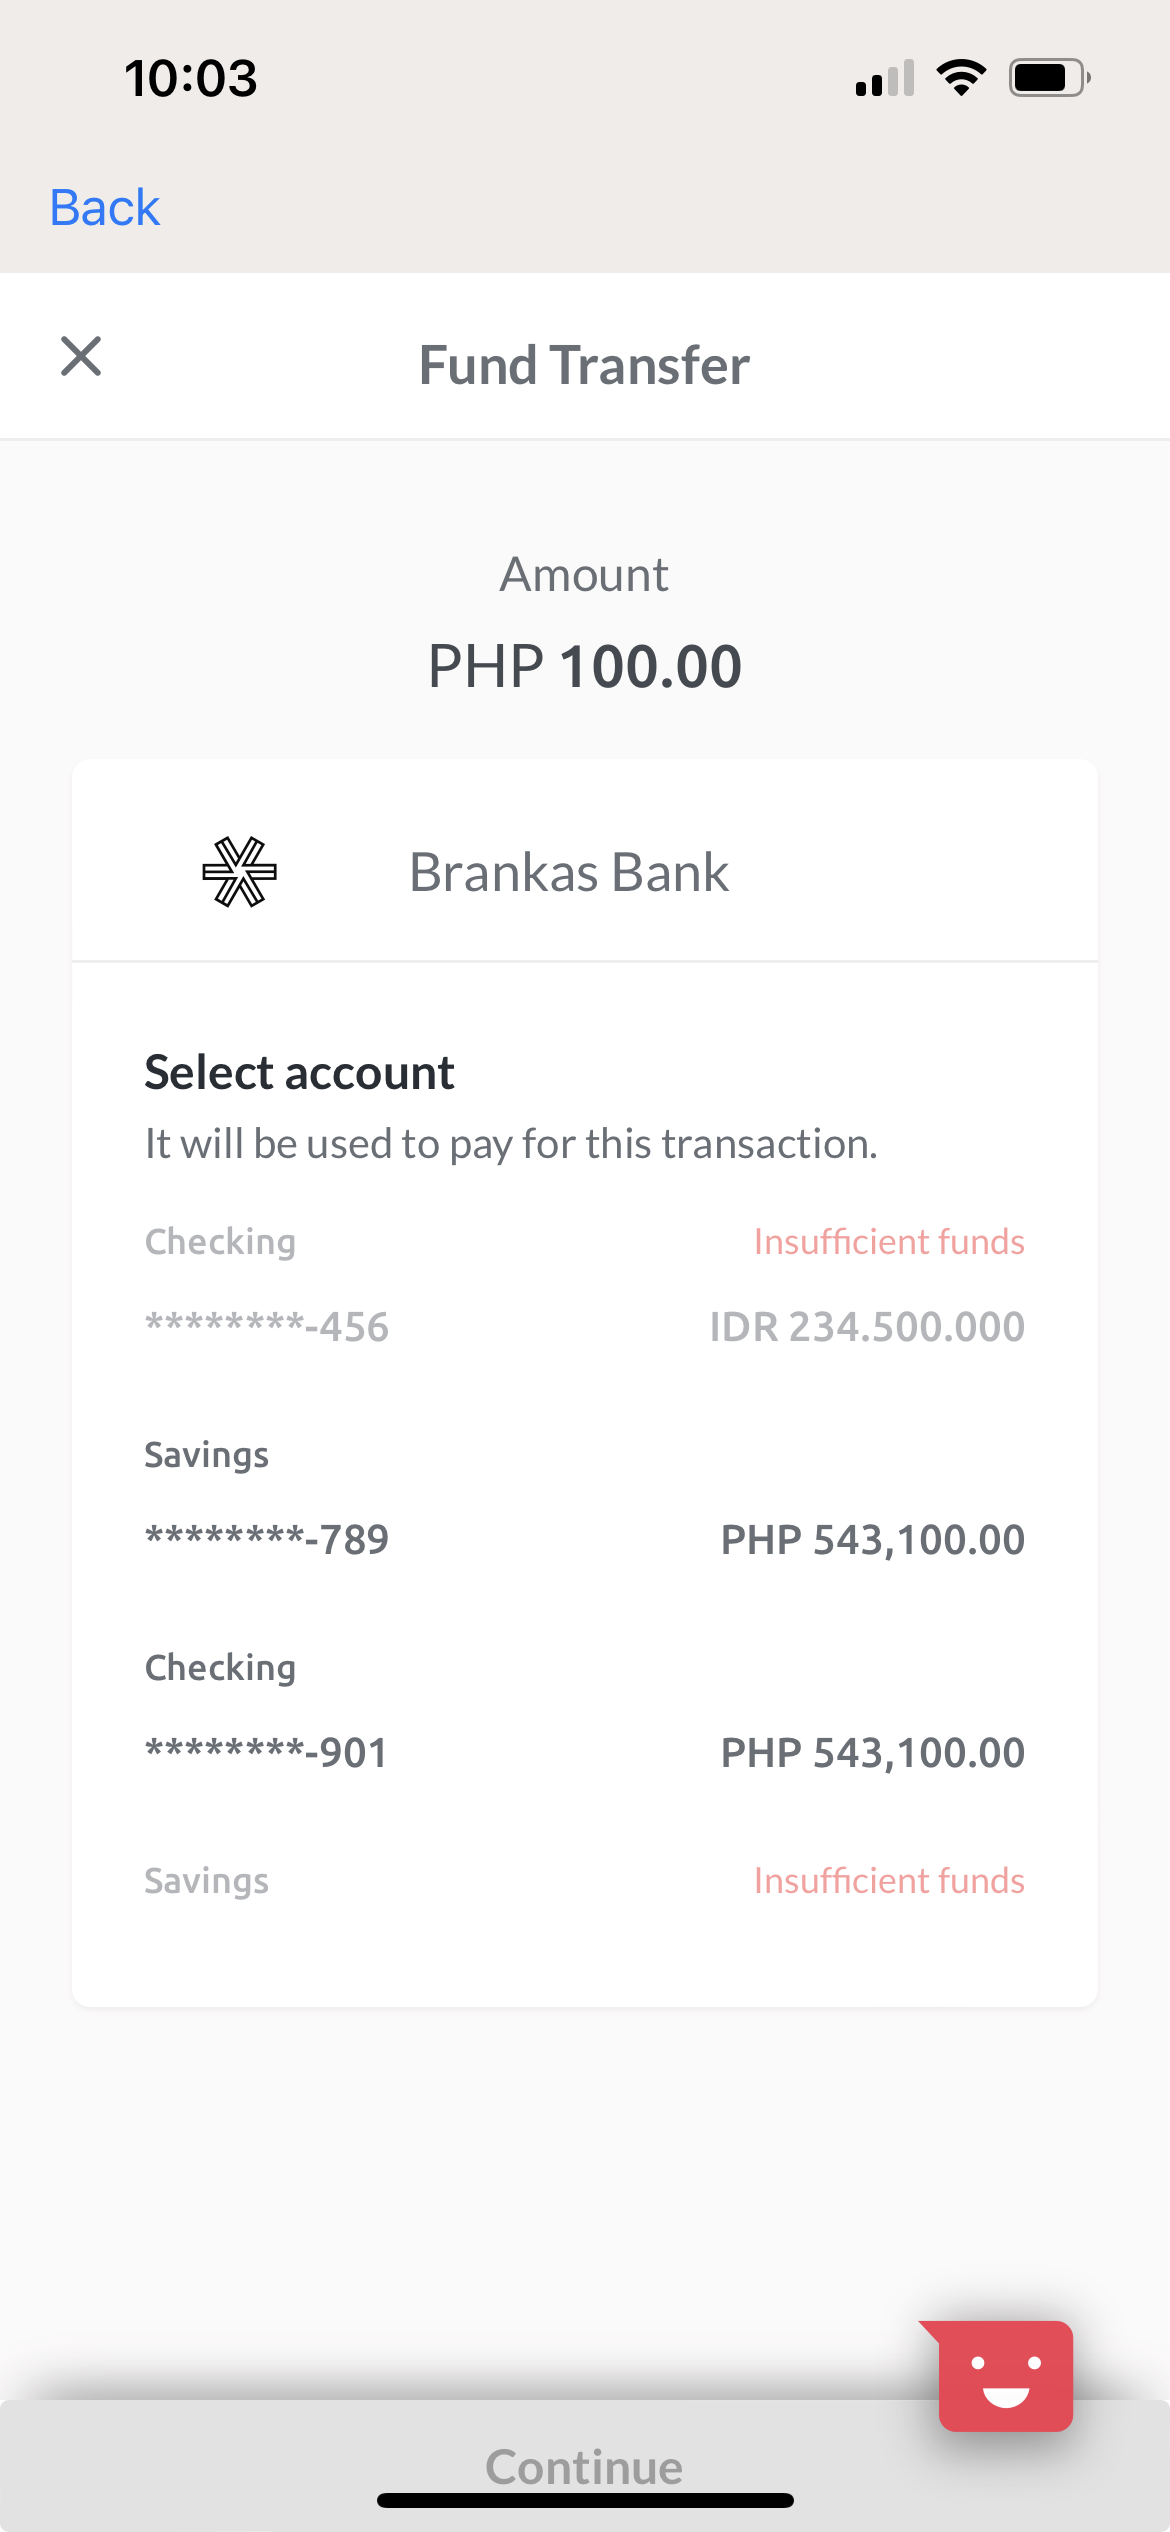 10:03
Back
Fund Transfer
Amount
PHP 100.00
Brankas Bank
Select account
It will be used to pay for this transaction.
Checking Insufficient funds
********-456 IDR 234.500.000
Savings
********-789 PHP 543,100.00
Checking
********-901 PHP 543,100.00
Savings Insufficient funds
Continue